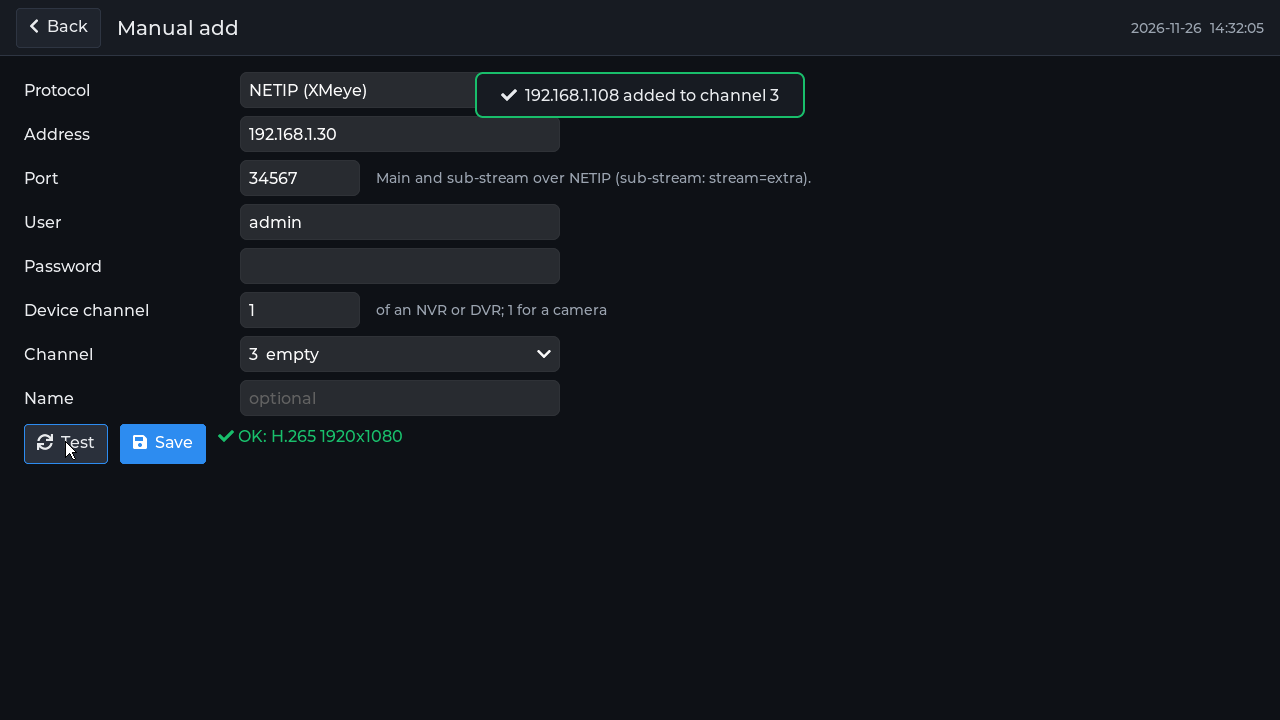 Back
Manual add
2026-11-26 14:32:05
Protocol
NETIP (XMeye)
192.168.1.108 added to channel 3
Address
192.168.1.30
Port
34567
Main and sub-stream over NETIP (sub-stream: stream=extra).
User
admin
Password
Device channel
1
of an NVR or DVR; 1 for a camera
Channel
3 empty
Name
optional
Test
Save
OK: H.265 1920x1080